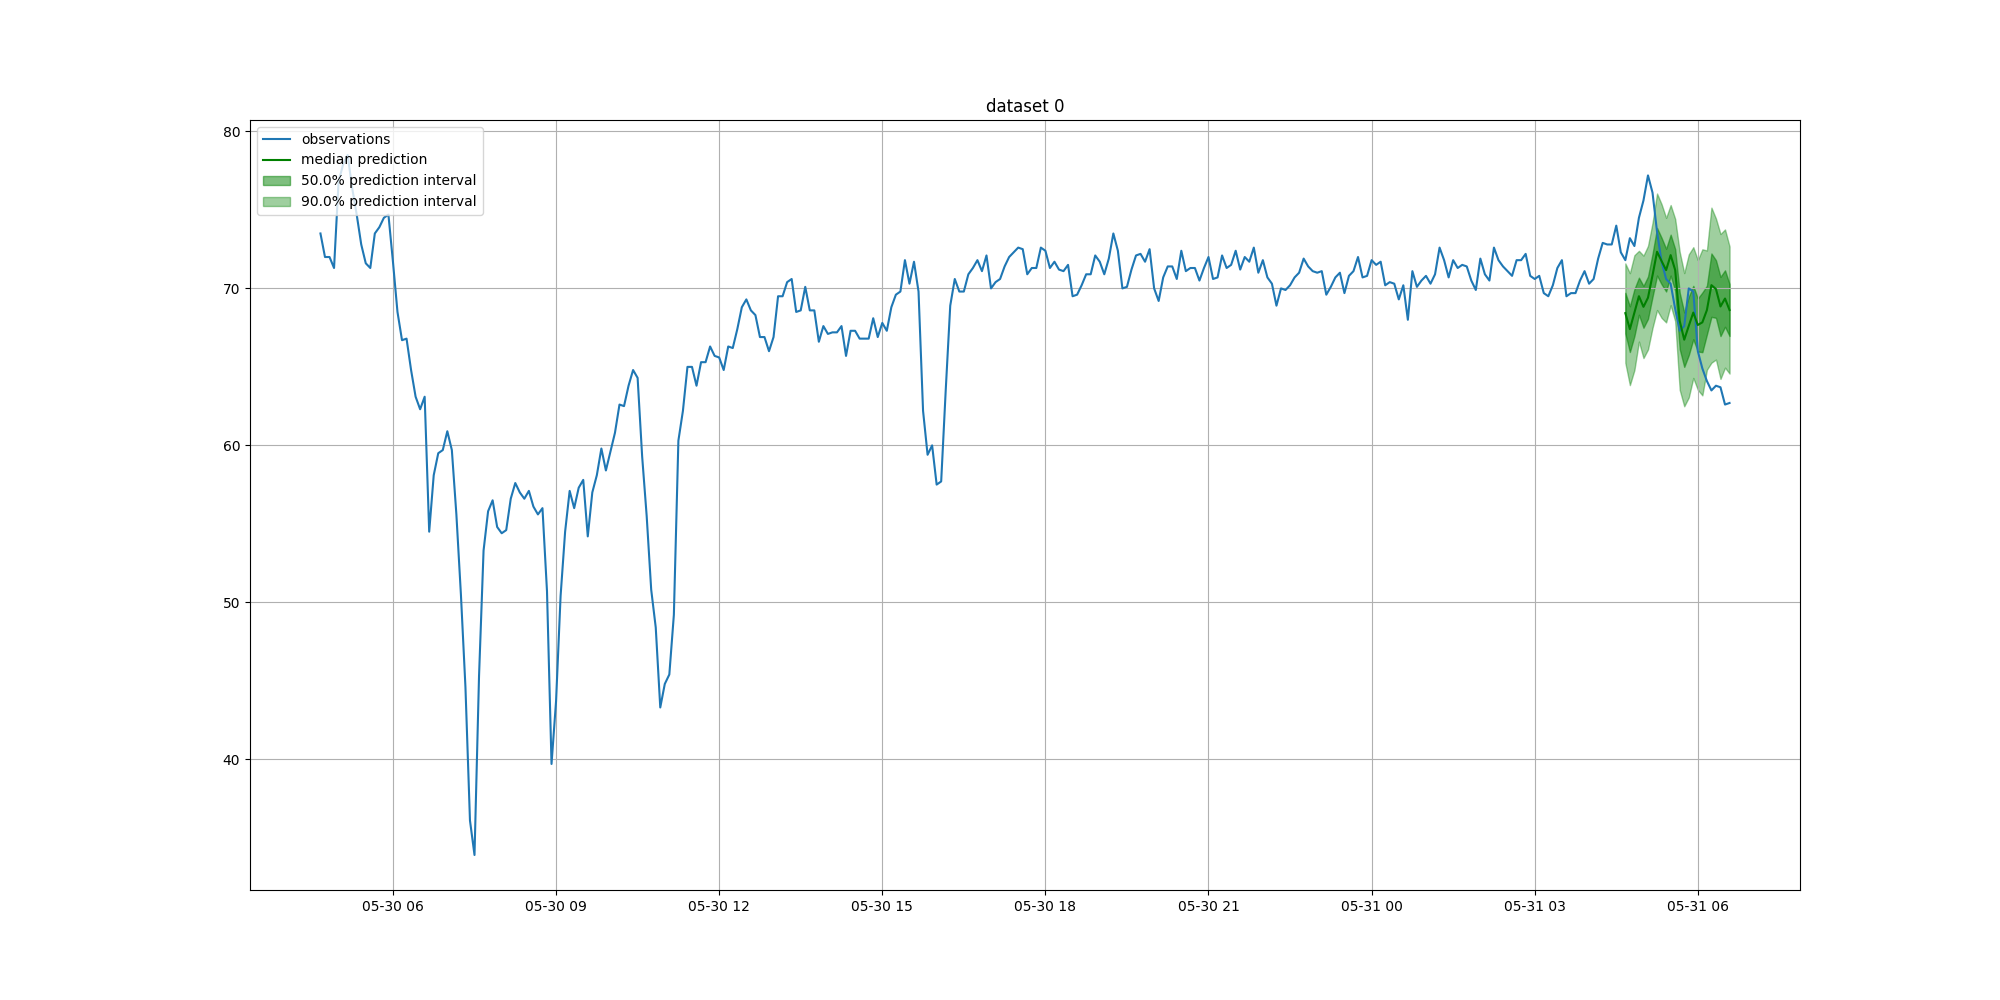 dataset 0
observations
median prediction
50.0% prediction interval
90.0% prediction interval
80
70
60
50
40
05-30 06 05-30 09 05-30 12 05-30 15 05-30 18 05-30 21 05-31 00 05-31 03 05-31 06